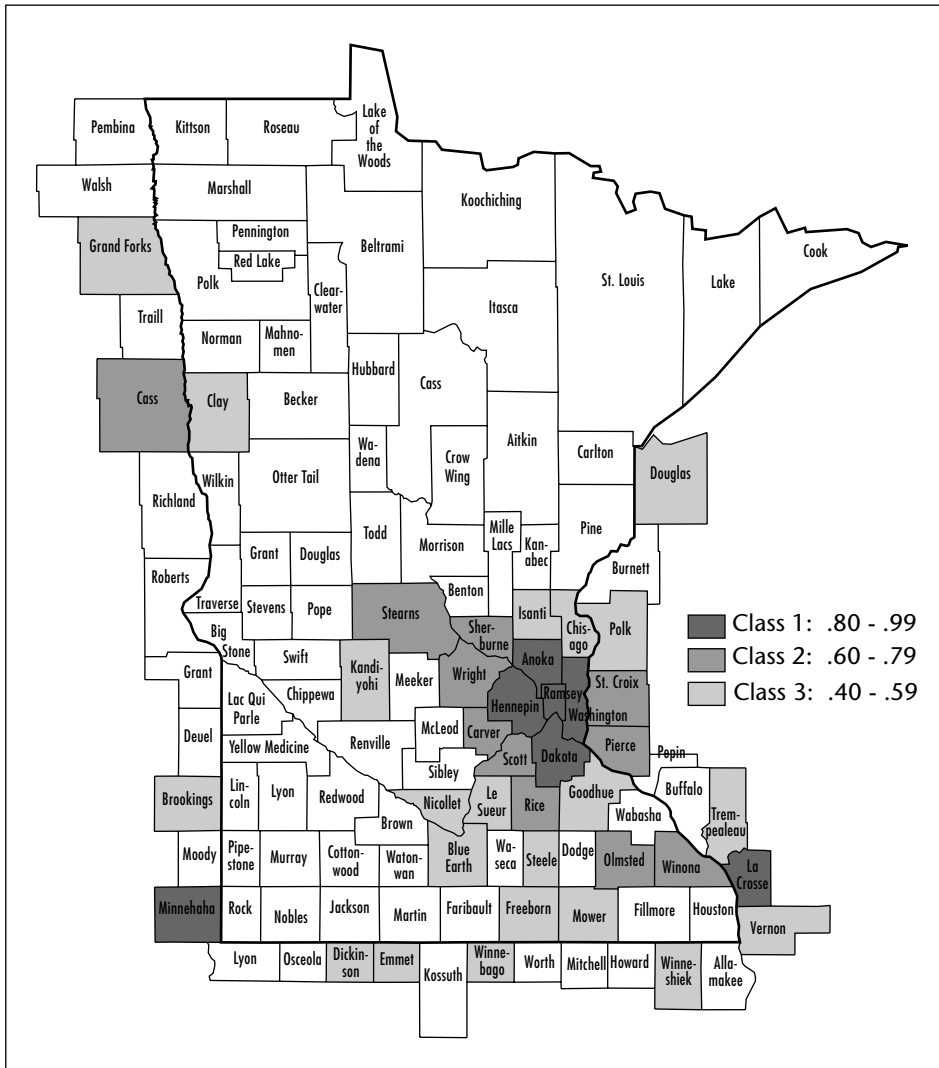 Pembina
Kittson
Roseau
Lake
of
the
Woods
Walsh
Marshall
Koochiching
Grand Forks
Pennington
Red Lake
Polk
Clear-
water
Beltrami
Itasca
St. Louis
Lake
Cook
Traill
Norman
Mahno-
men
Hubbard
Cass
Cass
Clay
Becker
Wa-
dena
Crow
Wing
Aitkin
Carlton
Douglas
Richland
Wilkin
Otter Tail
Todd
Morrison
Mille
Lacs
Kan-
abec
Pine
Burnett
Grant
Douglas
Roberts
Traverse
Stevens
Pope
Stearns
Benton
Isanti
Chis-
ago
Polk
Big
Stone
Swift
Sher-
burne
Anoka
Class 1: .80 - .99
Class 2: .60 - .79
Class 3: .40 - .59
Grant
Lac Qui
Parle
Chippewa
Kandi-
yohi
Meeker
Wright
Hennepin
Ramsey
Washington
St. Croix
Deuel
Yellow Medicine
Renville
McLeod
Carver
Scott
Dakota
Pierce
Pepin
Sibley
Brookings
Lin-
coln
Lyon
Redwood
Brown
Nicollet
Le
Sueur
Rice
Goodhue
Wabasha
Buffalo
Trem-
pealeau
Moody
Pipe-
stone
Murray
Cotton-
wood
Waton-
wan
Blue
Earth
Wa-
seca
Steele
Dodge
Olmsted
Winona
La
Crosse
Minnehaha
Rock
Nobles
Jackson
Martin
Faribault
Freeborn
Mower
Fillmore
Houston
Vernon
Lyon
Osceola
Dickin-
son
Emmet
Kossuth
Winne-
bago
Worth
Mitchell
Howard
Winne-
shiek
Alla-
makee